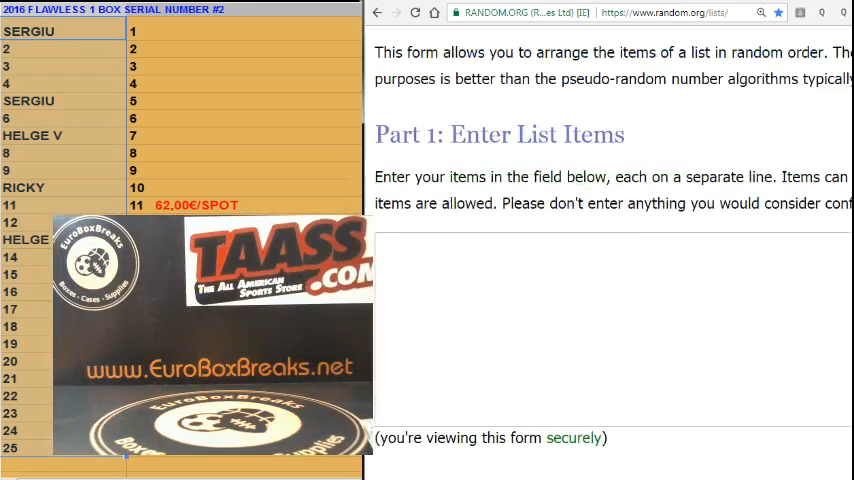 2016 FLAWLESS 1 BOX SERIAL NUMBER #2
SERGIU 1
2 2
3 3
4 4
SERGIU 5
6 6
HELGE V 7
8 8
9 9
RICKY 10
11 11 62,00€/SPOT
12
HELGE
14
15
16
17
18
19
20
21
22
23
24
25
EuroBoxBreaks
Boxes - Cases - Supplies
TAASS
.COM
THE ALL AMERICAN
SPORTS STORE
www.EuroBoxBreaks.net
EuroBoxBreaks
RANDOM.ORG (R...es Ltd) [IE] https://www.random.org/lists/
This form allows you to arrange the items of a list in random order. The
purposes is better than the pseudo-random number algorithms typically
Part 1: Enter List Items
Enter your items in the field below, each on a separate line. Items can
items are allowed. Please don't enter anything you would consider conf
(you're viewing this form securely)